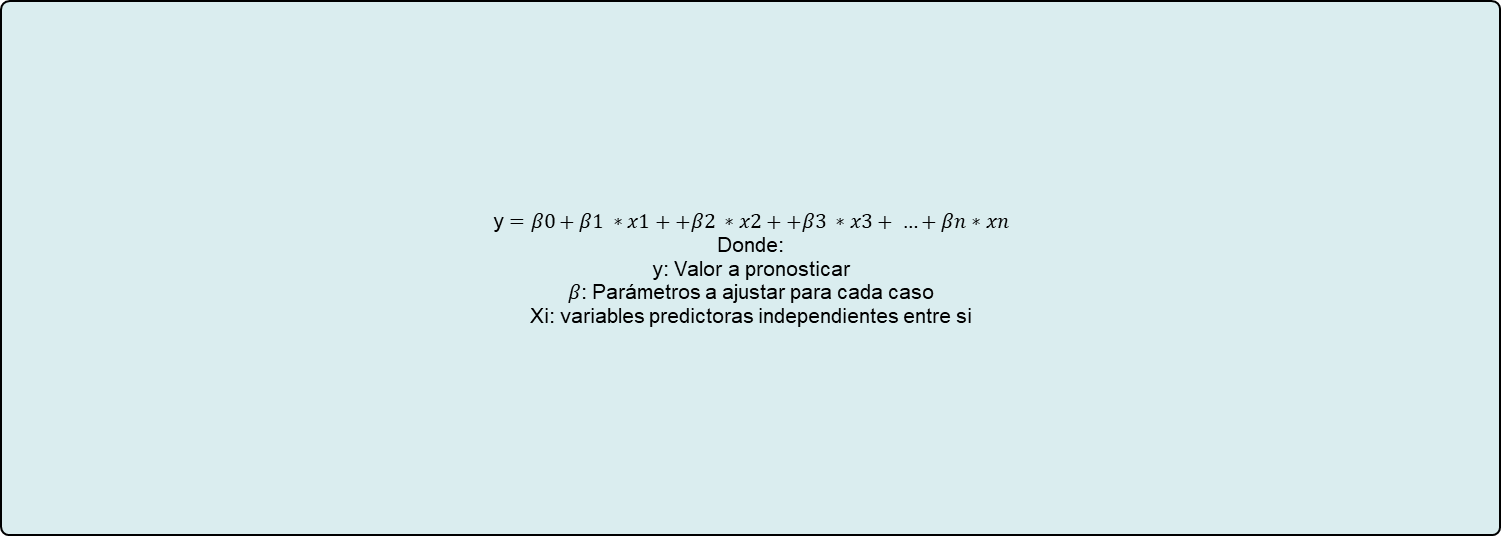 y = 𝛽0 + 𝛽1 ∗ 𝑥1 + +𝛽2 ∗ 𝑥2 + +𝛽3 ∗ 𝑥3 + … + 𝛽𝑛 ∗ 𝑥𝑛
Donde:
y: Valor a pronosticar
𝛽: Parámetros a ajustar para cada caso
Xi: variables predictoras independientes entre si